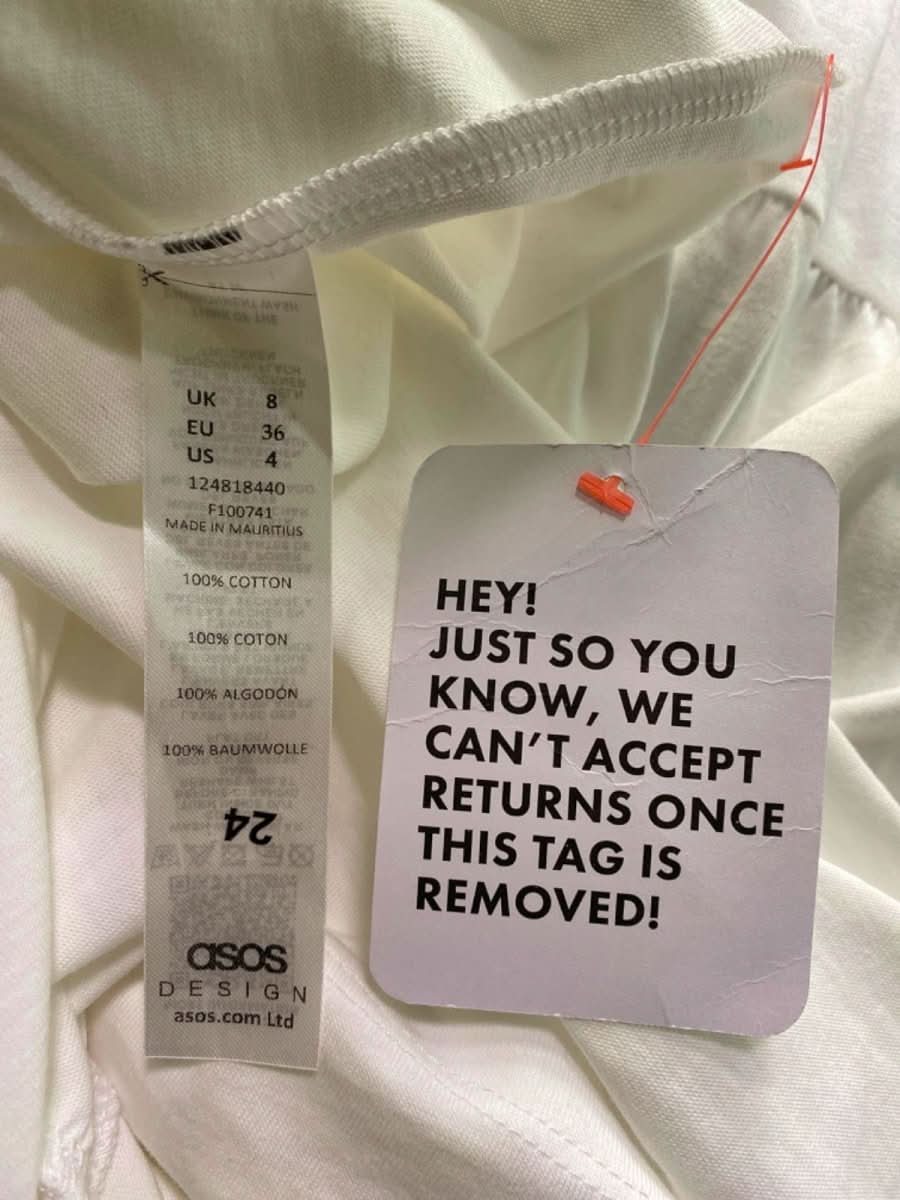 UK 8
EU 36
US 4
124818440
F100741
MADE IN MAURITIUS
100% COTTON
100% COTON
100% ALGODÓN
100% BAUMWOLLE
24
asos
DESIGN
asos.com Ltd
HEY!
JUST SO YOU
KNOW, WE
CAN'T ACCEPT
RETURNS ONCE
THIS TAG IS
REMOVED!